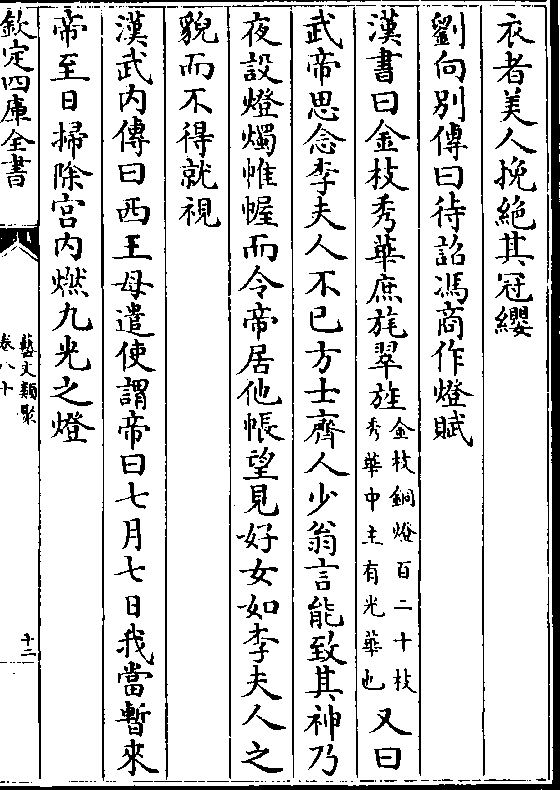 衣者美人挽絶其冠纓
劉向別傳曰待詔馮商作燈賦
漢書曰金枝秀華庶旄翠旌金枝銅燈百二十枝秀華中主有光華也又曰
武帝思念李夫人不已方士齊人少翁言能致其神乃
夜設燈燭帷幄而令帝居他帳望見好女如李夫人之
貌而不得就視
漢武內傳曰西王母遣使謂帝曰七月七日我當暫來
帝至日掃除宮內燃九光之燈
欽定四庫全書
藝文類聚
卷八十
十二